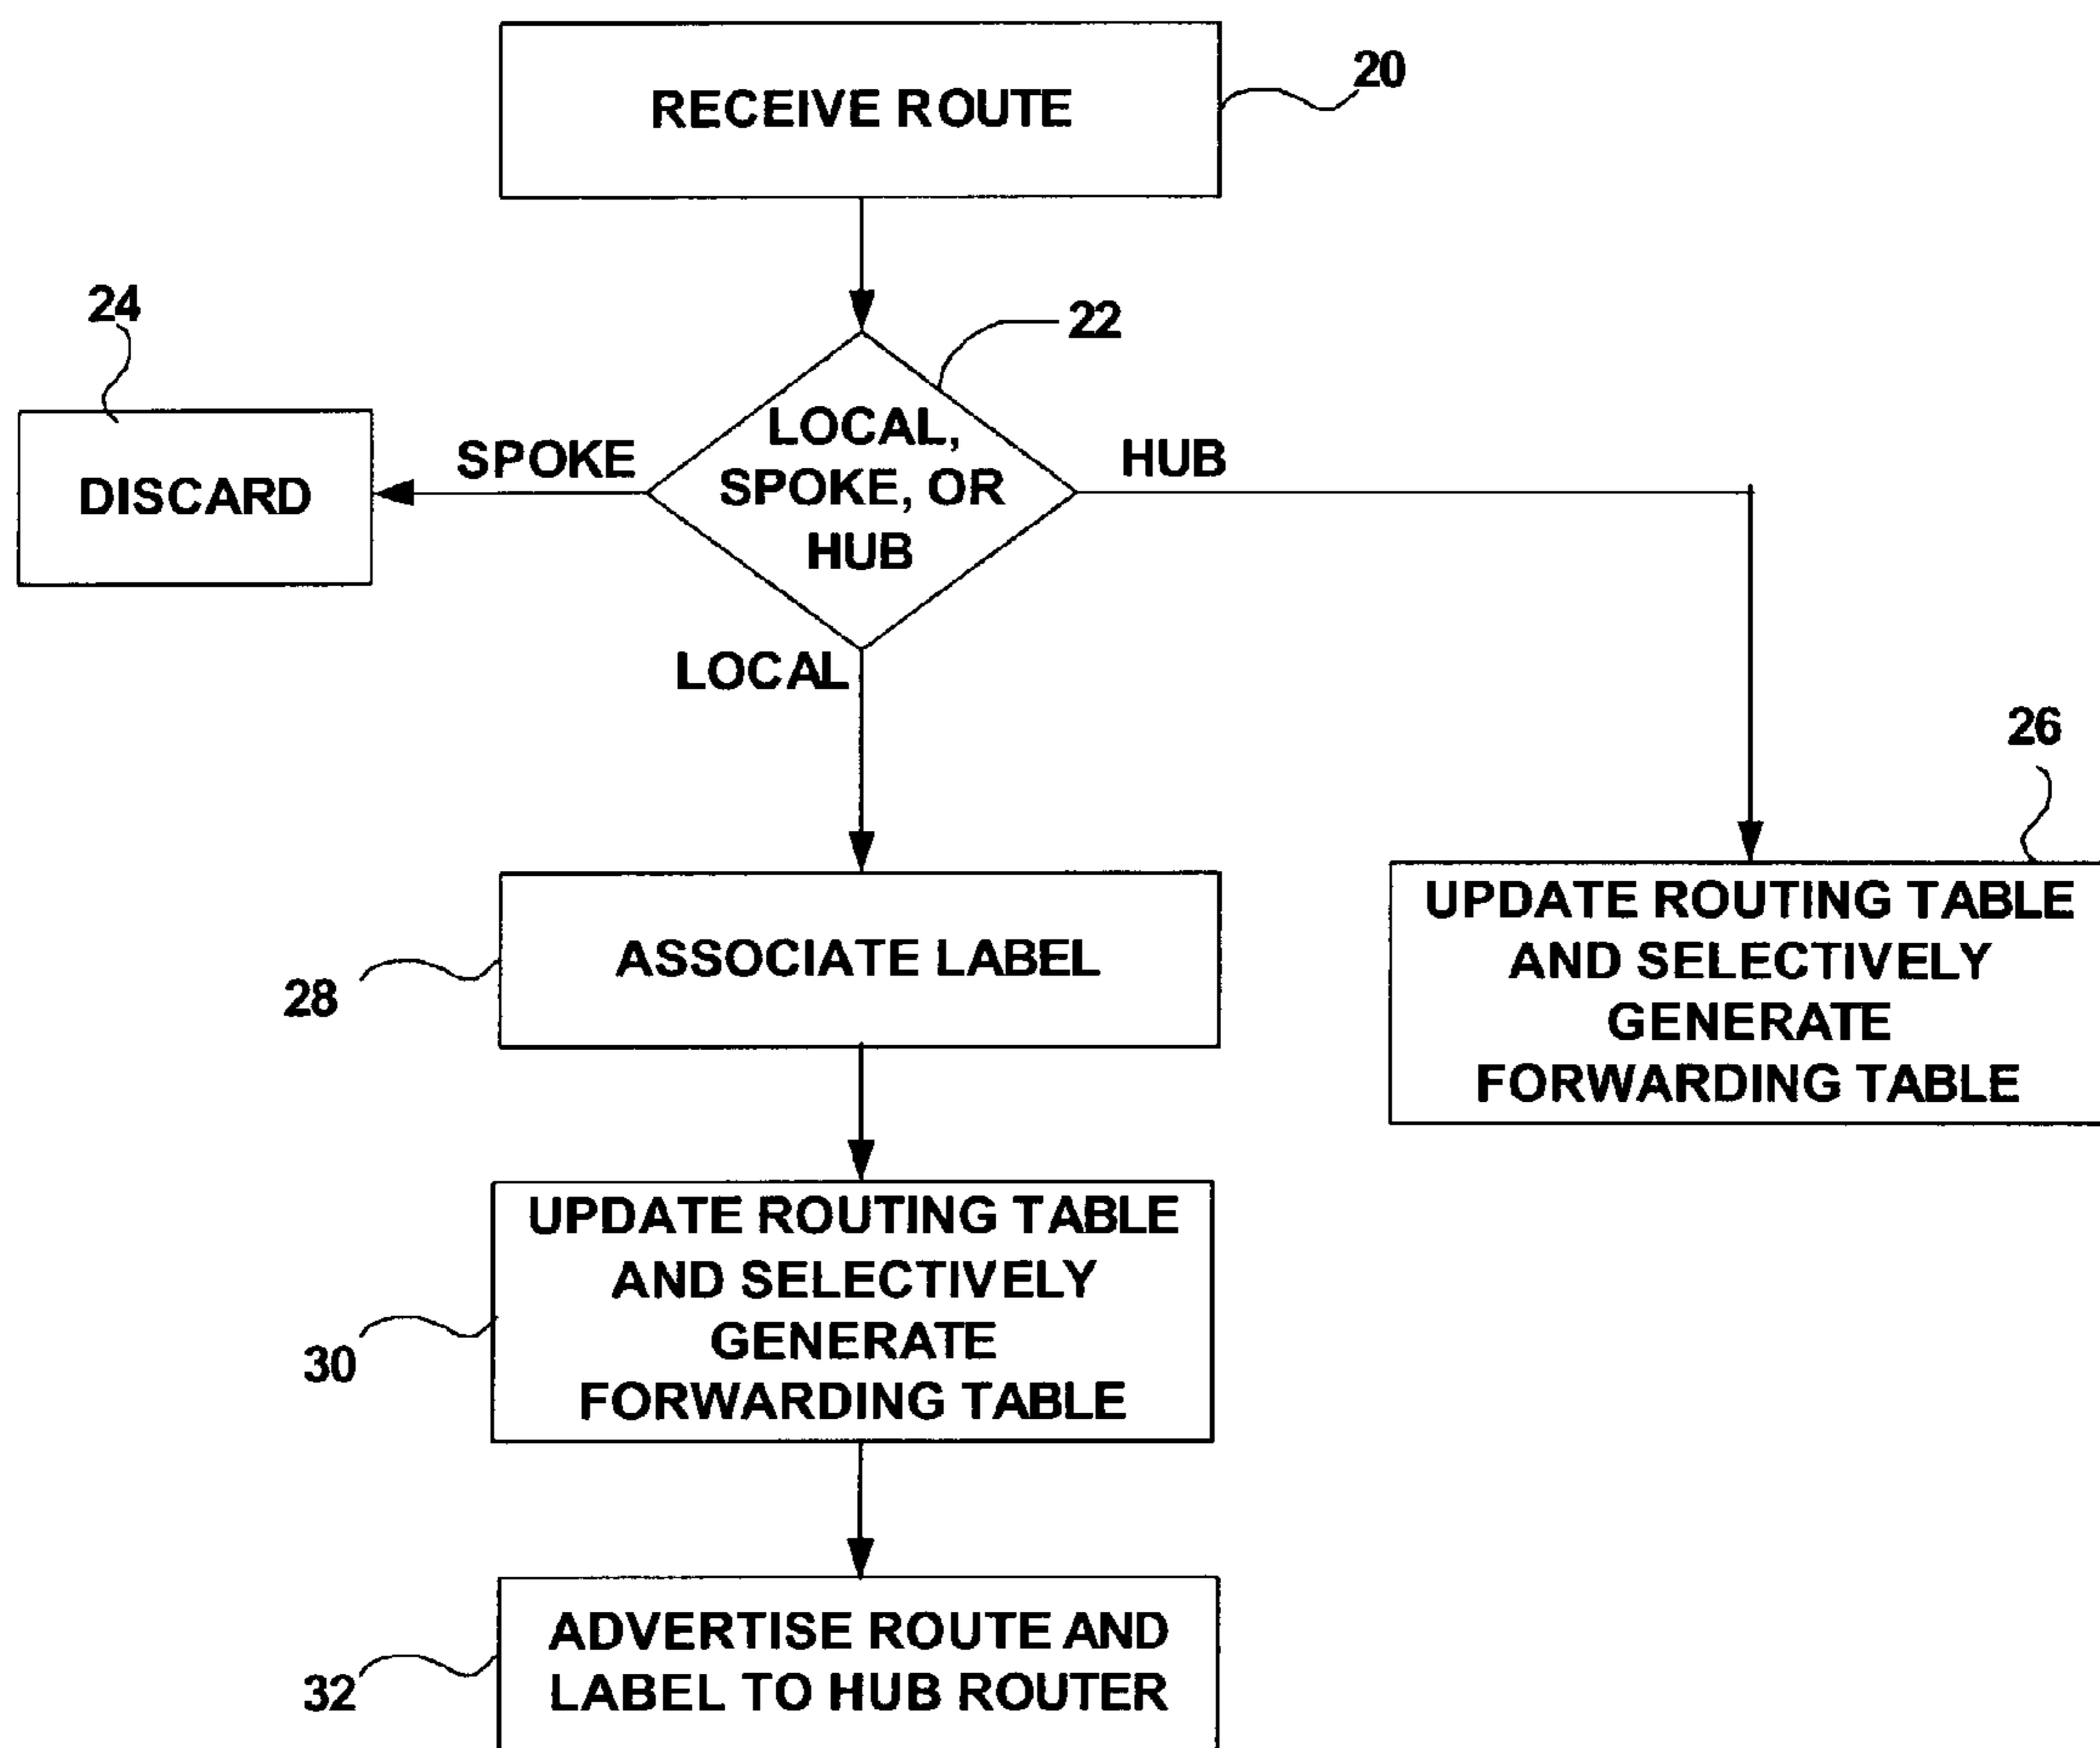 RECEIVE ROUTE
20
24
22
DISCARD
SPOKE
LOCAL,
SPOKE, OR
HUB
HUB
LOCAL
26
ASSOCIATE LABEL
28
UPDATE ROUTING TABLE
AND SELECTIVELY
GENERATE
FORWARDING TABLE
UPDATE ROUTING TABLE
AND SELECTIVELY
GENERATE
FORWARDING TABLE
30
ADVERTISE ROUTE AND
LABEL TO HUB ROUTER
32